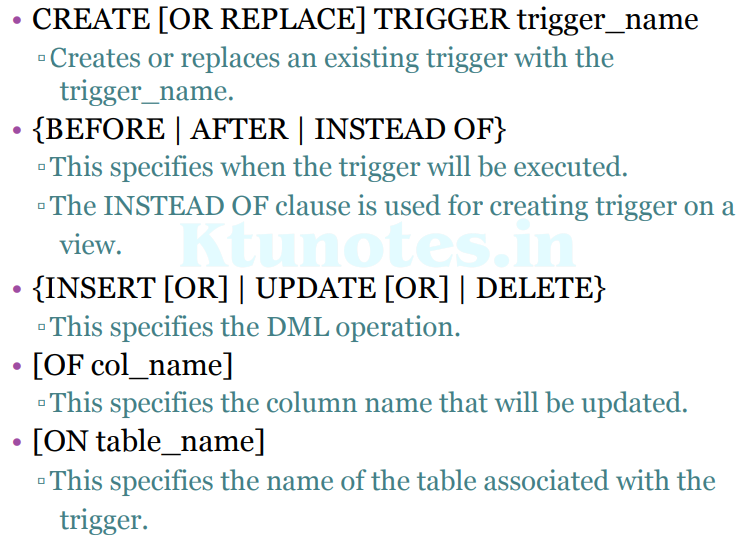 • CREATE [OR REPLACE] TRIGGER trigger_name
▫ Creates or replaces an existing trigger with the
trigger_name.
• {BEFORE | AFTER | INSTEAD OF}
▫ This specifies when the trigger will be executed.
▫ The INSTEAD OF clause is used for creating trigger on a
view.
Ktunotes.in
• {INSERT [OR] | UPDATE [OR] | DELETE}
▫ This specifies the DML operation.
• [OF col_name]
▫ This specifies the column name that will be updated.
• [ON table_name]
▫ This specifies the name of the table associated with the
trigger.